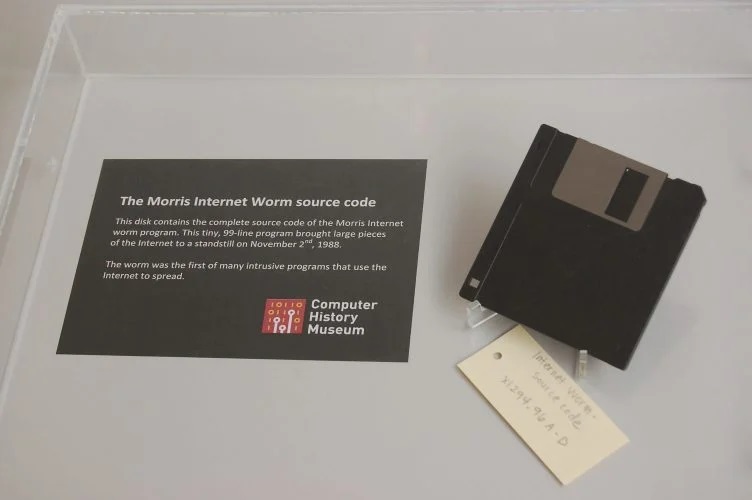 The Morris Internet Worm source code
This disk contains the complete source code of the Morris Internet
worm program. This tiny, 99-line program brought large pieces
of the Internet to a standstill on November 2nd, 1988.
The worm was the first of many intrusive programs that use the
Internet to spread.
10110
01101
Computer
History
Museum
Internet Worm-
source code
X1294.96A-D